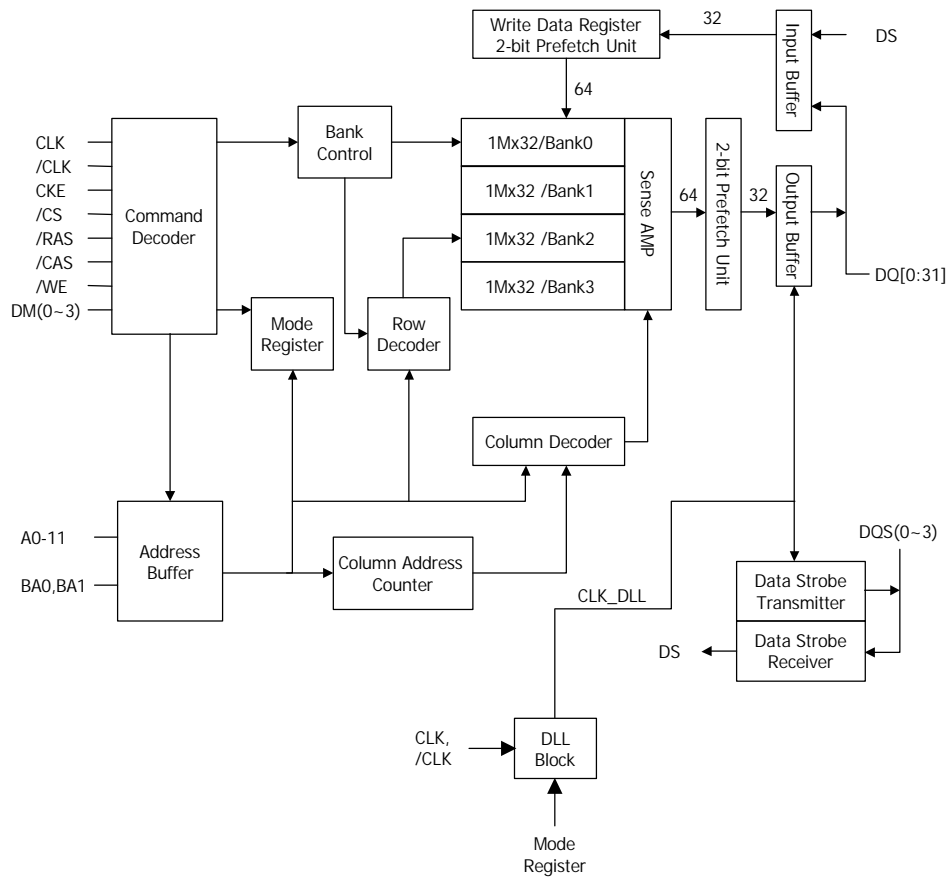 Write Data Register
2-bit Prefetch Unit
32
Input Buffer
DS
64
CLK
/CLK
CKE
/CS
/RAS
/CAS
/WE
DM(0~3)
Command
Decoder
Bank
Control
1Mx32/Bank0
1Mx32 /Bank1
1Mx32 /Bank2
1Mx32 /Bank3
Sense AMP
64
2-bit Prefetch Unit
32
Output Buffer
DQ[0:31]
Mode
Register
Row
Decoder
Column Decoder
A0-11
BA0,BA1
Address
Buffer
Column Address
Counter
CLK_DLL
DQS(0~3)
Data Strobe
Transmitter
Data Strobe
Receiver
DS
CLK,
/CLK
DLL
Block
Mode
Register